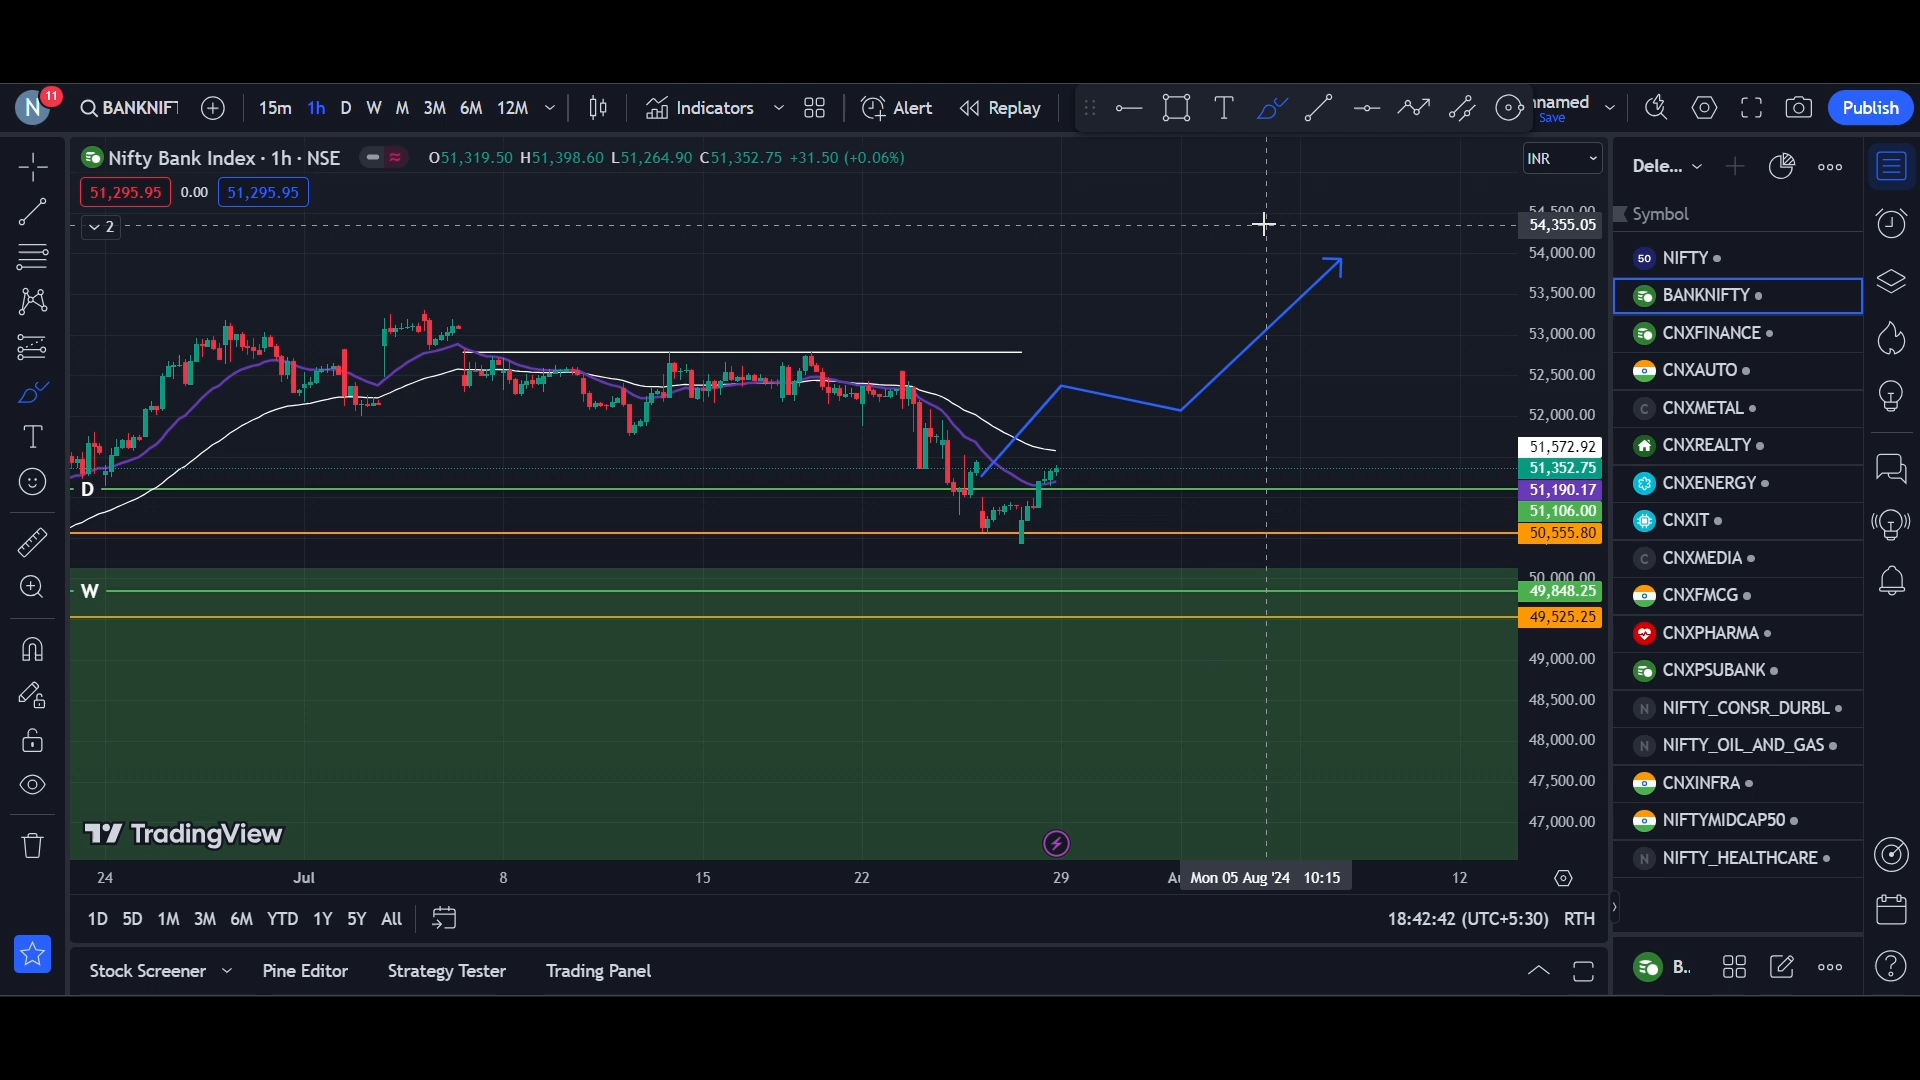 N 11 BANKNIF 15m 1h D W M 3M 6M 12M Indicators Alert Replay nnamed Save Publish
Nifty Bank Index · 1h · NSE O51,319.50 H51,398.60 L51,264.90 C51,352.75 +31.50 (+0.06%)
INR
Dele...
51,295.95 0.00 51,295.95
2
Symbol
54,355.05
54,000.00
53,500.00
53,000.00
52,500.00
52,000.00
51,572.92
51,352.75
51,190.17
51,106.00
50,555.80
50,000.00
49,848.25
49,525.25
49,000.00
48,500.00
48,000.00
47,500.00
47,000.00
D
W
50 NIFTY
BANKNIFTY
CNXFINANCE
CNXAUTO
C CNXMETAL
CNXREALTY
CNXENERGY
CNXIT
C CNXMEDIA
CNXFMCG
CNXPHARMA
CNXPSUBANK
N NIFTY_CONSR_DURBL
N NIFTY_OIL_AND_GAS
CNXINFRA
NIFTYMIDCAP50
N NIFTY_HEALTHCARE
TradingView
24 Jul 8 15 22 29 Mon 05 Aug '24 10:15 12
1D 5D 1M 3M 6M YTD 1Y 5Y All 18:42:42 (UTC+5:30) RTH
Stock Screener Pine Editor Strategy Tester Trading Panel
B..